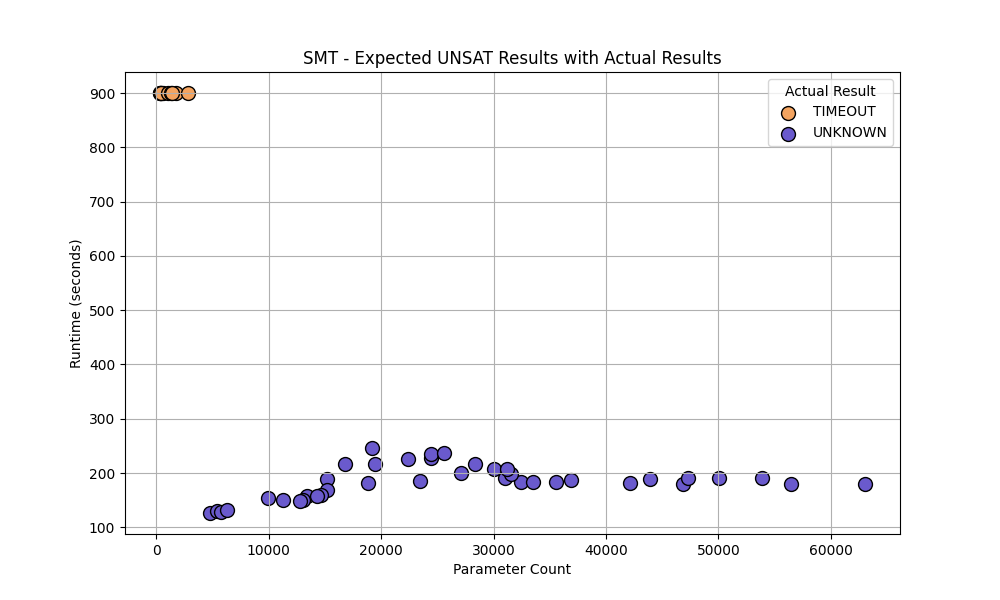 SMT - Expected UNSAT Results with Actual Results
Actual Result
TIMEOUT
UNKNOWN
Runtime (seconds)
900
800
700
600
500
400
300
200
100
0
10000
20000
30000
40000
50000
60000
Parameter Count